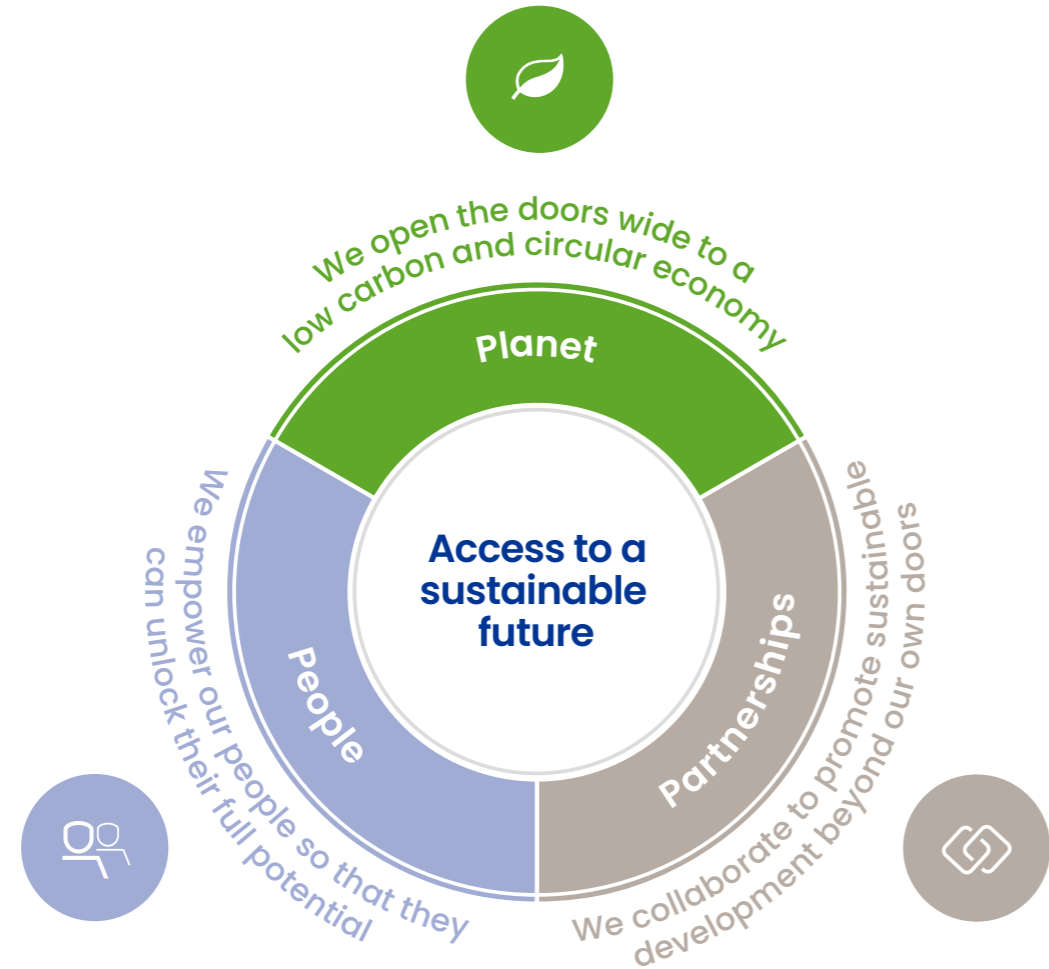 We open the doors wide to a
low carbon and circular economy
Planet
Access to a
sustainable
future
People
We empower our people so that they
can unlock their full potential
Partnerships
We collaborate to promote sustainable
development beyond our own doors